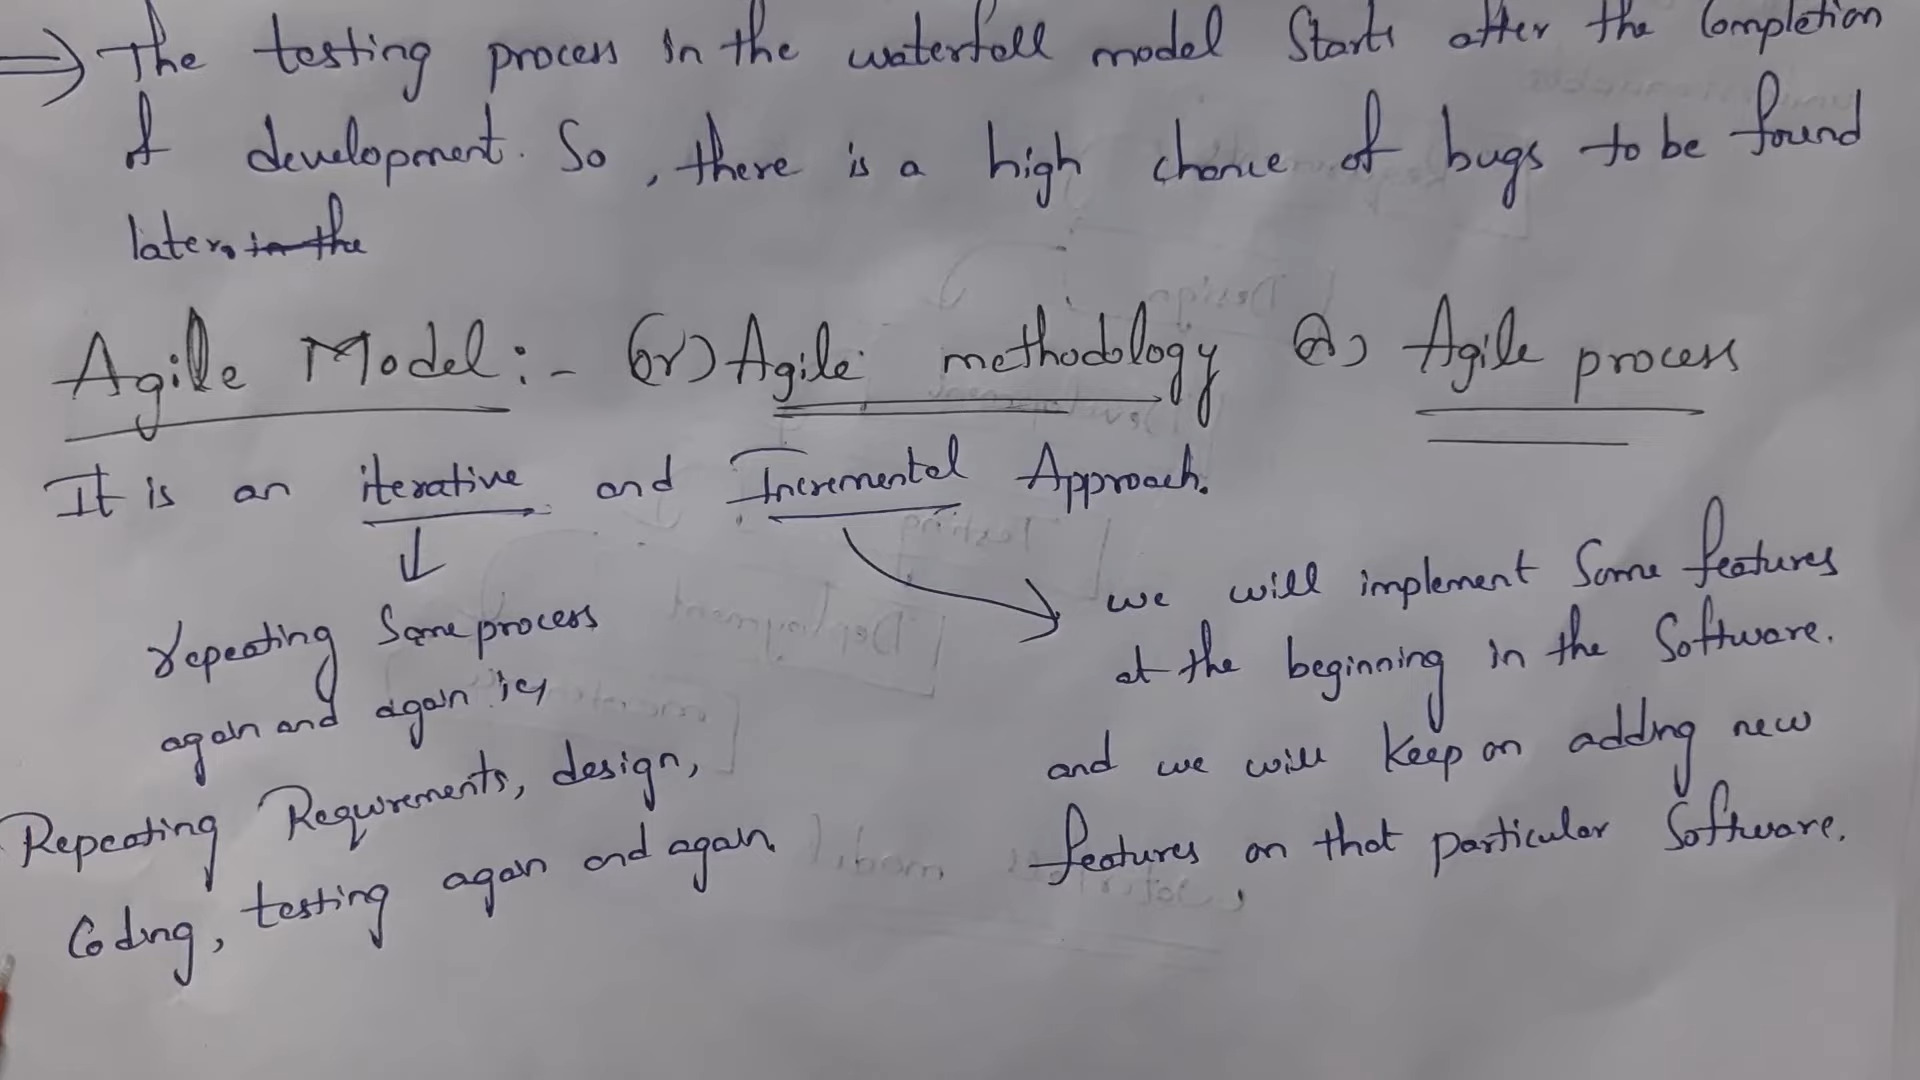 ⇒ The testing process in the waterfall model Starts after the Completion
of development. So, there is a high chance of bugs to be found
later. in the
Agile Model:- (or) Agile methodology (or) Agile process
It is an iterative and Incremental Approach.
↓
repeating Same process
again and again ie,
Repeating Requirements, design,
Coding, testing again and again.
we will implement Some features
at the beginning in the Software.
and we will Keep on adding new
features on that particular Software.